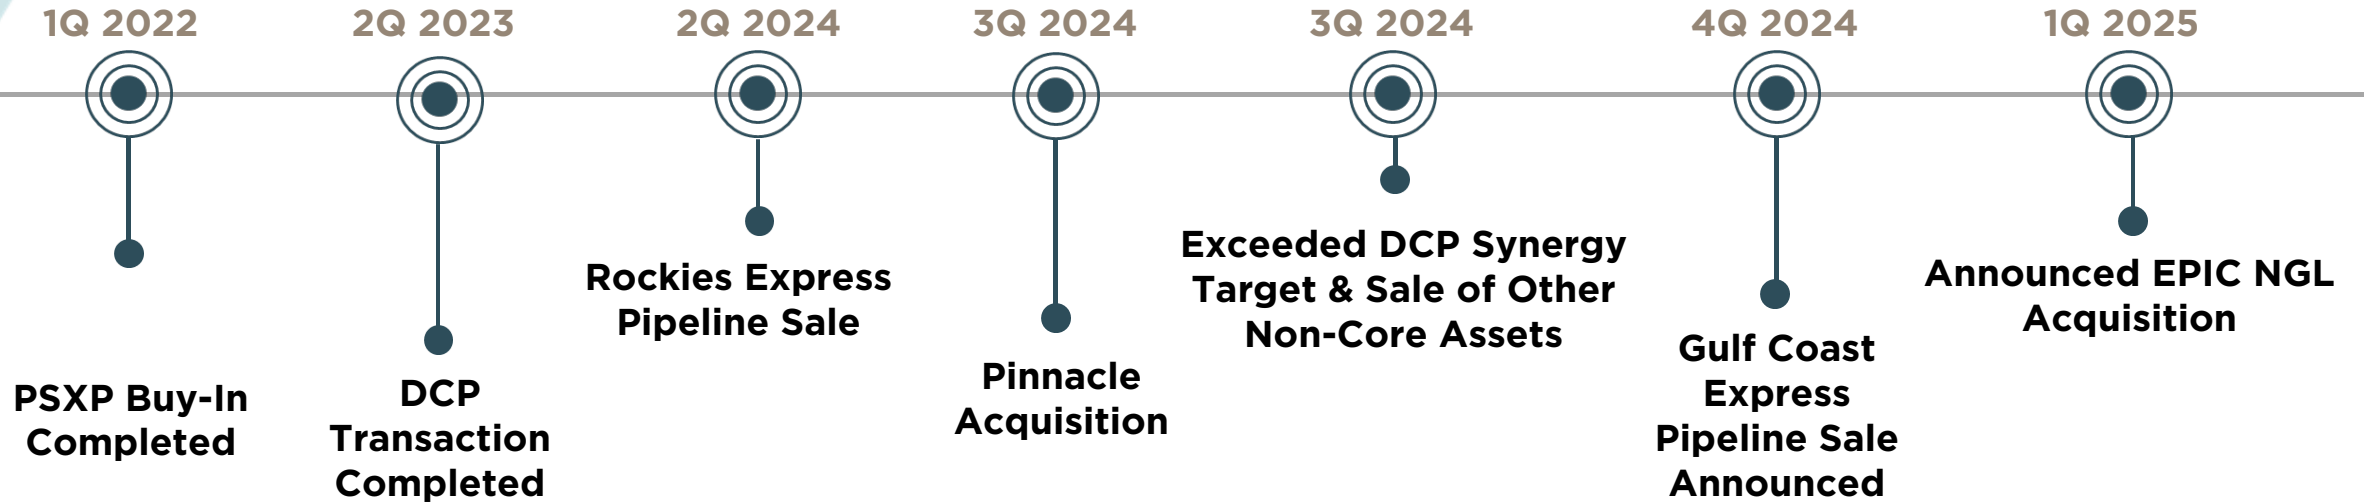 1Q 2022
PSXP Buy-In
Completed
2Q 2023
DCP
Transaction
Completed
2Q 2024
Rockies Express
Pipeline Sale
3Q 2024
Pinnacle
Acquisition
3Q 2024
Exceeded DCP Synergy
Target & Sale of Other
Non-Core Assets
4Q 2024
Gulf Coast
Express
Pipeline Sale
Announced
1Q 2025
Announced EPIC NGL
Acquisition